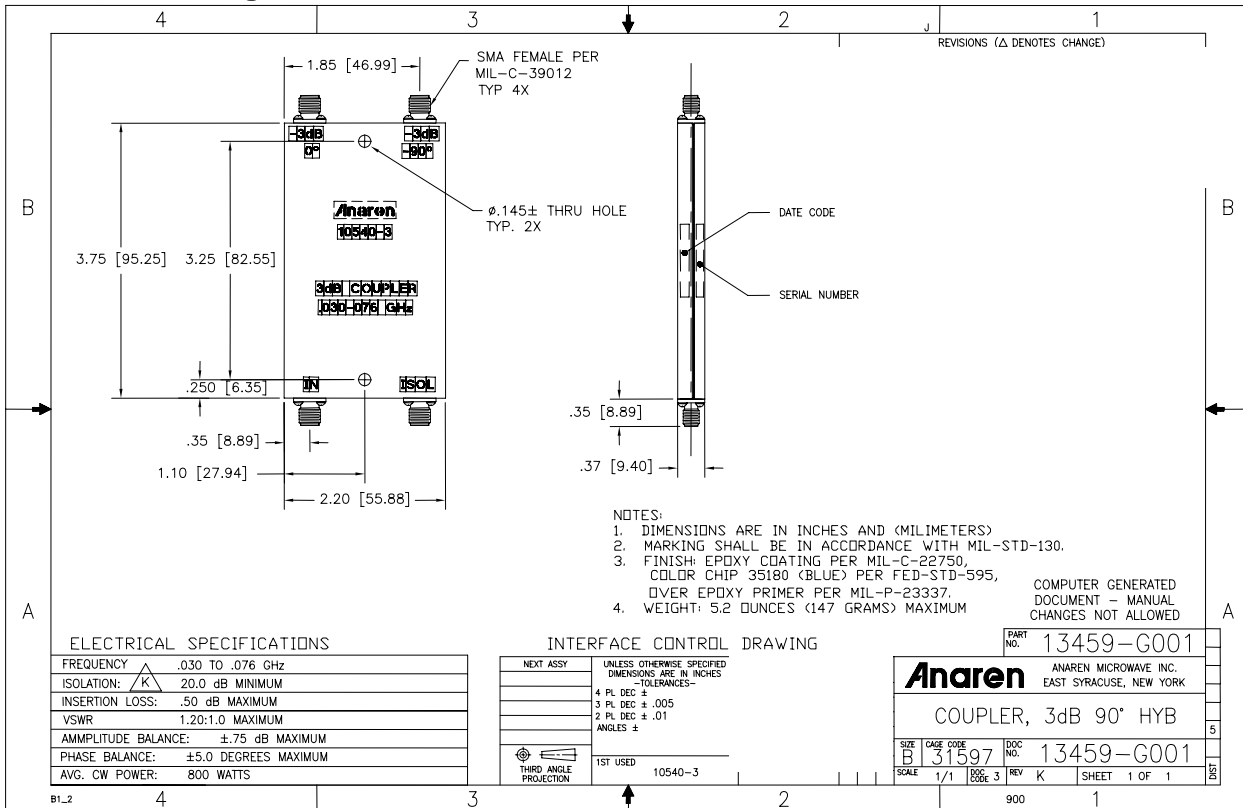 4 3 2 1
J
REVISIONS (△ DENOTES CHANGE)
1.85 [46.99]
SMA FEMALE PER
MIL-C-39012
TYP 4X
-3dB -3dB
0° -90°
B B
Anaren
10540-3
ø.145± THRU HOLE
TYP. 2X
DATE CODE
3.75 [95.25] 3.25 [82.55]
3dB COUPLER
.030-.076 GHz
SERIAL NUMBER
.250 [6.35]
IN ISOL
.35 [8.89]
.35 [8.89]
.37 [9.40]
1.10 [27.94]
2.20 [55.88]
NOTES:
1. DIMENSIONS ARE IN INCHES AND (MILIMETERS)
2. MARKING SHALL BE IN ACCORDANCE WITH MIL-STD-130.
3. FINISH: EPOXY COATING PER MIL-C-22750,
COLOR CHIP 35180 (BLUE) PER FED-STD-595,
OVER EPOXY PRIMER PER MIL-P-23337.
4. WEIGHT: 5.2 OUNCES (147 GRAMS) MAXIMUM
COMPUTER GENERATED
DOCUMENT - MANUAL
CHANGES NOT ALLOWED
A A
ELECTRICAL SPECIFICATIONS
FREQUENCY .030 TO .076 GHz
ISOLATION: K 20.0 dB MINIMUM
INSERTION LOSS: .50 dB MAXIMUM
VSWR 1.20:1.0 MAXIMUM
AMMPLITUDE BALANCE: ±.75 dB MAXIMUM
PHASE BALANCE: ±5.0 DEGREES MAXIMUM
AVG. CW POWER: 800 WATTS
INTERFACE CONTROL DRAWING
NEXT ASSY
UNLESS OTHERWISE SPECIFIED
DIMENSIONS ARE IN INCHES
-TOLERANCES-
4 PL DEC ±
3 PL DEC ± .005
2 PL DEC ± .01
ANGLES ±
THIRD ANGLE
PROJECTION
1ST USED
10540-3
PART NO. 13459-G001
Anaren
ANAREN MICROWAVE INC.
EAST SYRACUSE, NEW YORK
COUPLER, 3dB 90° HYB
SIZE B CAGE CODE 31597 DOC NO. 13459-G001
SCALE 1/1 DOC CODE 3 REV K SHEET 1 OF 1
5
DIST
B1_2 4 3 2 900 1